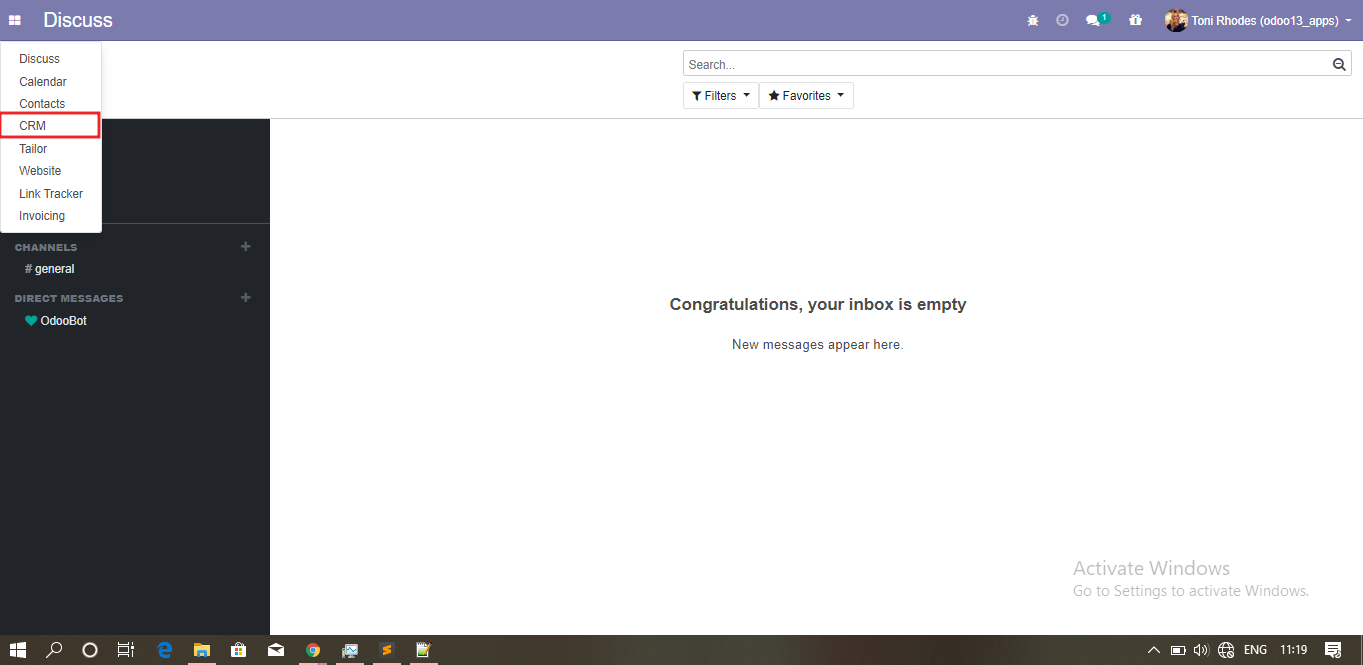 Discuss
1
Toni Rhodes (odoo13_apps)
Discuss
Calendar
Contacts
CRM
Tailor
Website
Link Tracker
Invoicing
Search...
Filters
Favorites
CHANNELS
# general
DIRECT MESSAGES
OdooBot
Congratulations, your inbox is empty
New messages appear here.
Activate Windows
Go to Settings to activate Windows.
ENG
11:19